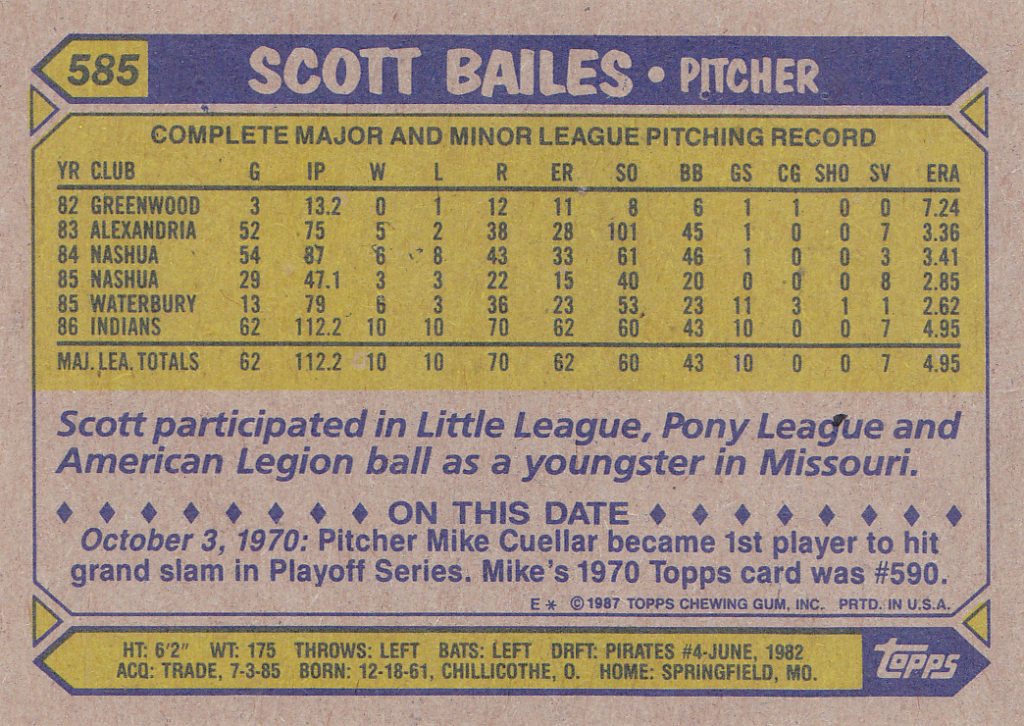 585 SCOTT BAILES • PITCHER
COMPLETE MAJOR AND MINOR LEAGUE PITCHING RECORD
YR CLUB G IP W L R ER SO BB GS CG SHO SV ERA
82 GREENWOOD 3 13.2 0 1 12 11 8 6 1 1 0 0 7.24
83 ALEXANDRIA 52 75 5 2 38 28 101 45 1 0 0 7 3.36
84 NASHUA 54 87 6 8 43 33 61 46 1 0 0 3 3.41
85 NASHUA 29 47.1 3 3 22 15 40 20 0 0 0 8 2.85
85 WATERBURY 13 79 6 3 36 23 53 23 11 3 1 1 2.62
86 INDIANS 62 112.2 10 10 70 62 60 43 10 0 0 7 4.95
MAJ. LEA. TOTALS 62 112.2 10 10 70 62 60 43 10 0 0 7 4.95
Scott participated in Little League, Pony League and
American Legion ball as a youngster in Missouri.
ON THIS DATE
October 3, 1970: Pitcher Mike Cuellar became 1st player to hit
grand slam in Playoff Series. Mike's 1970 Topps card was #590.
E * © 1987 TOPPS CHEWING GUM, INC. PRTD. IN U.S.A.
HT: 6'2" WT: 175 THROWS: LEFT BATS: LEFT DRFT: PIRATES #4-JUNE, 1982
ACQ: TRADE, 7-3-85 BORN: 12-18-61, CHILLICOTHE, O. HOME: SPRINGFIELD, MO.
topps